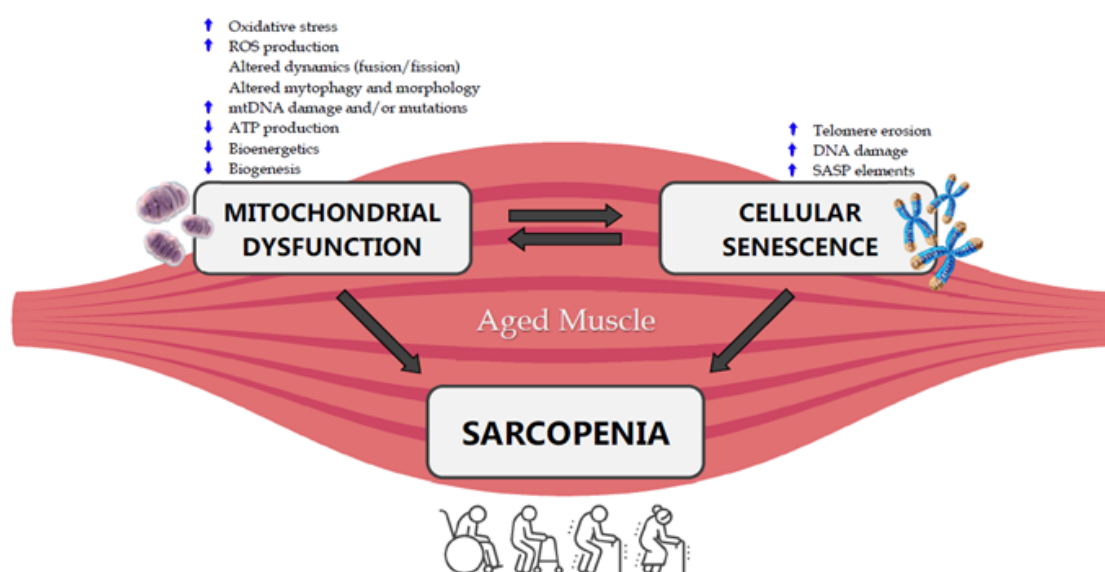 ↑ Oxidative stress
↑ ROS production
Altered dynamics (fusion/fission)
Altered mytophagy and morphology
↑ mtDNA damage and/or mutations
↓ ATP production
↓ Bioenergetics
↓ Biogenesis
↑ Telomere erosion
↑ DNA damage
↑ SASP elements
MITOCHONDRIAL
DYSFUNCTION
CELLULAR
SENESCENCE
Aged Muscle
SARCOPENIA